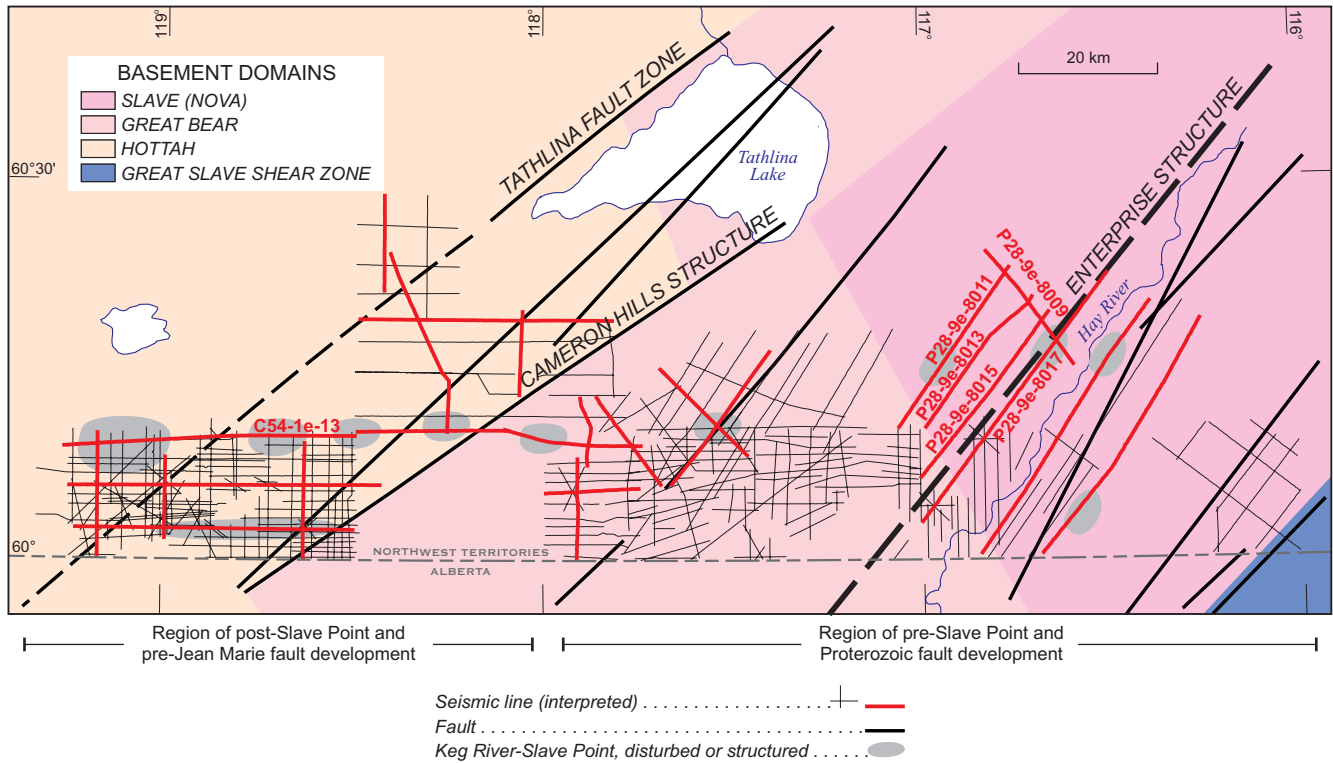 119°
118°
117°
116°
20 km
BASEMENT DOMAINS
SLAVE (NOVA)
GREAT BEAR
HOTTAH
GREAT SLAVE SHEAR ZONE
60°30'
TATHLINA FAULT ZONE
Tathlina
Lake
CAMERON HILLS STRUCTURE
ENTERPRISE STRUCTURE
Hay River
P28-9e-8009
P28-9e-8011
P28-9e-8013
P28-9e-8015
P28-9e-8017
C54-1e-13
60°
NORTHWEST TERRITORIES
ALBERTA
Region of post-Slave Point and
pre-Jean Marie fault development
Region of pre-Slave Point and
Proterozoic fault development
Seismic line (interpreted) . . . . . . . . . . . . . . . . . . .
Fault . . . . . . . . . . . . . . . . . . . . . . . . . . . . . . . . . . . . . .
Keg River-Slave Point, disturbed or structured . . . . . .